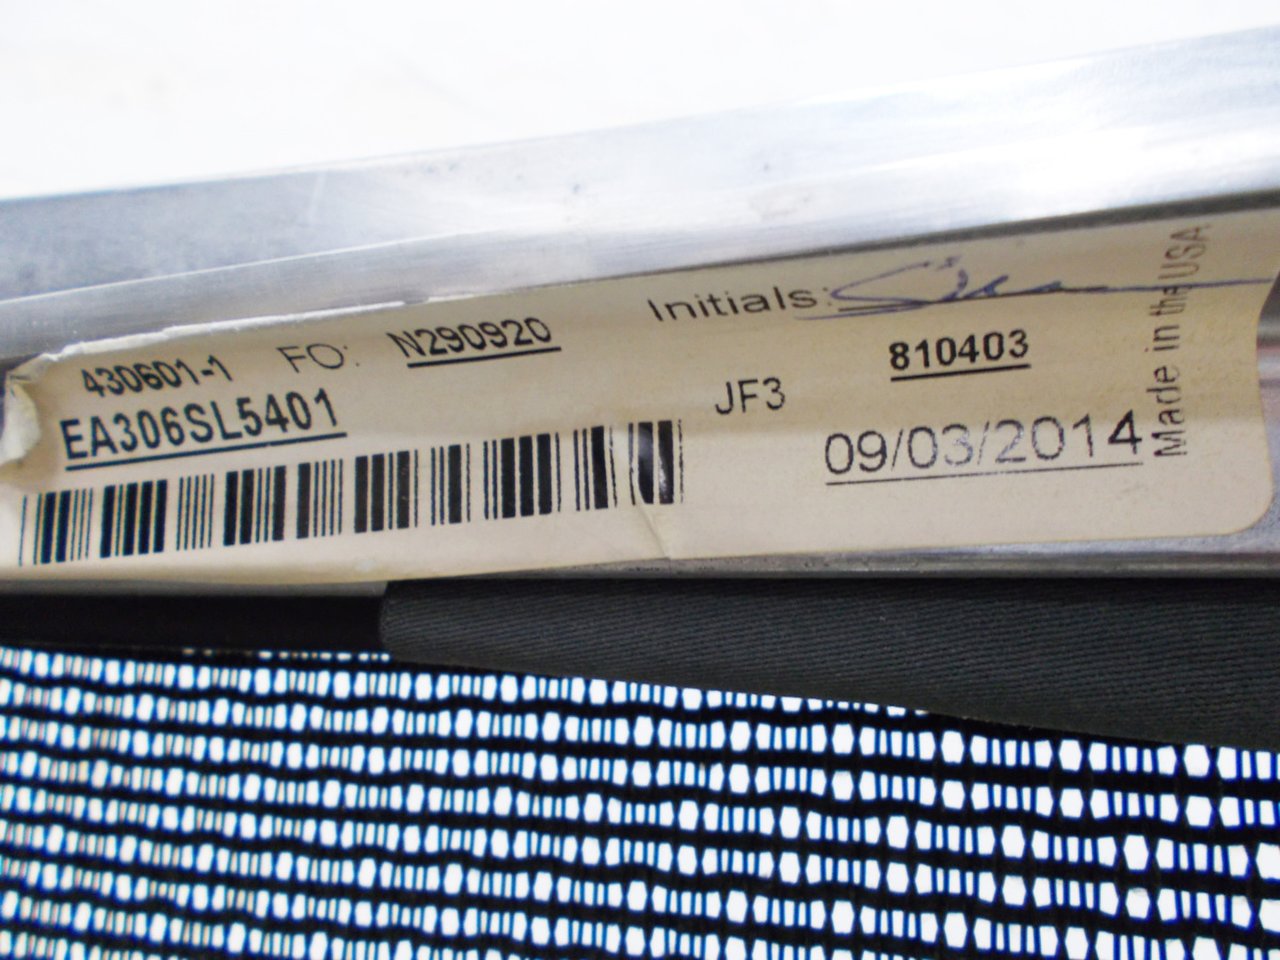 430601-1 FO: N290920 Initials:
EA306SL5401 JF3 810403
09/03/2014
Made in the USA